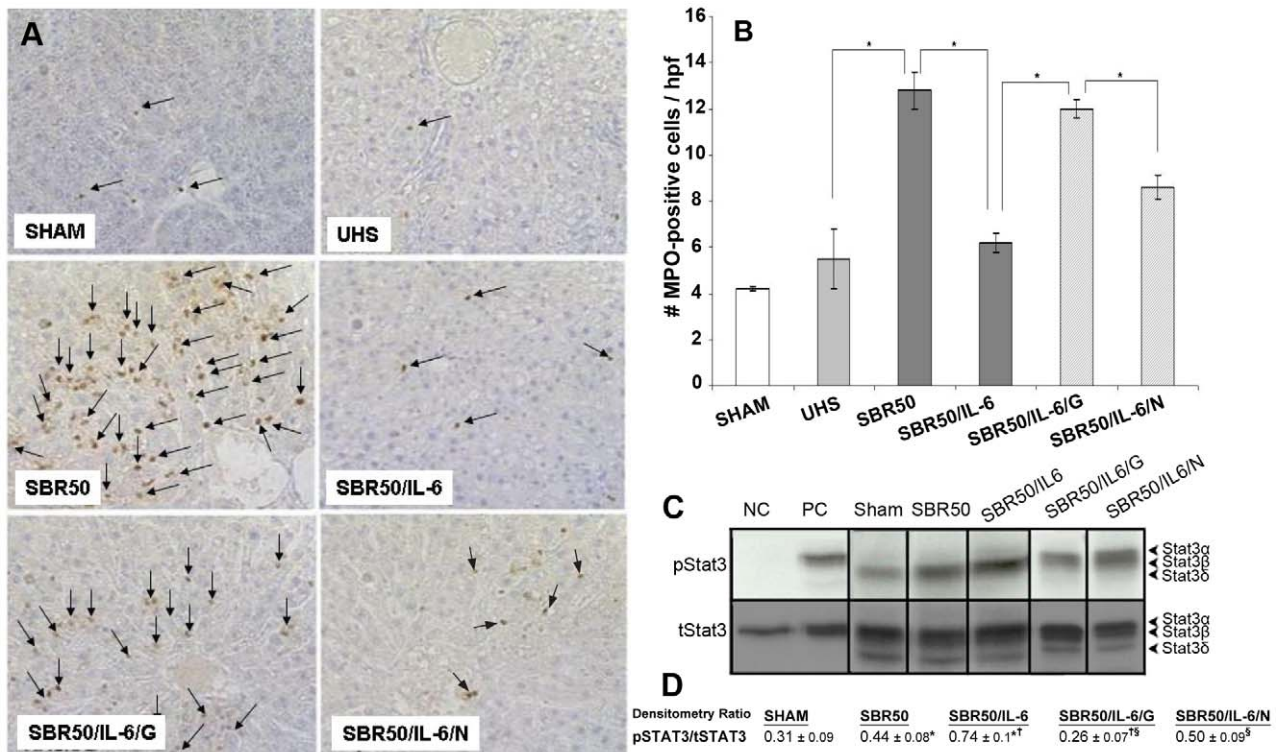 A
SHAM
UHS
SBR50
SBR50/IL-6
SBR50/IL-6/G
SBR50/IL-6/N
B
# MPO-positive cells / hpf
16
14
12
10
8
6
4
2
0
* * * *
SHAM UHS SBR50 SBR50/IL-6 SBR50/IL-6/G SBR50/IL-6/N
C
NC PC Sham SBR50 SBR50/IL6 SBR50/IL6/G SBR50/IL6/N
pStat3
Stat3α
Stat3β
Stat3δ
tStat3
Stat3α
Stat3β
Stat3δ
D
Densitometry Ratio SHAM SBR50 SBR50/IL-6 SBR50/IL-6/G SBR50/IL-6/N
pSTAT3/tSTAT3 0.31 ± 0.09 0.44 ± 0.08* 0.74 ± 0.1*† 0.26 ± 0.07†§ 0.50 ± 0.09§